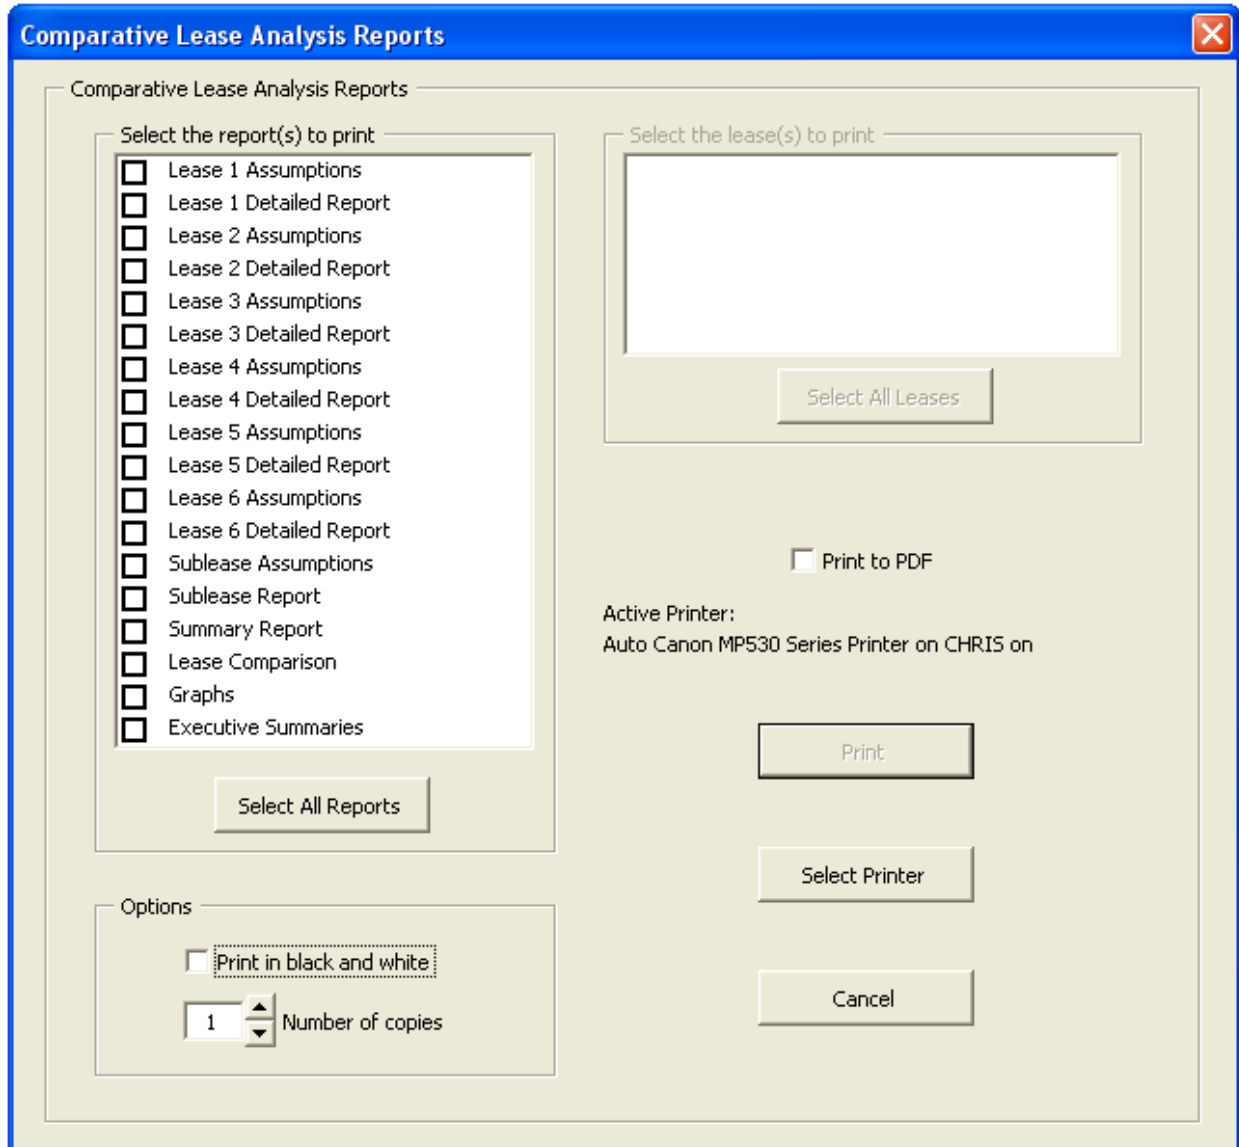 Comparative Lease Analysis Reports
Comparative Lease Analysis Reports
Select the report(s) to print
Lease 1 Assumptions
Lease 1 Detailed Report
Lease 2 Assumptions
Lease 2 Detailed Report
Lease 3 Assumptions
Lease 3 Detailed Report
Lease 4 Assumptions
Lease 4 Detailed Report
Lease 5 Assumptions
Lease 5 Detailed Report
Lease 6 Assumptions
Lease 6 Detailed Report
Sublease Assumptions
Sublease Report
Summary Report
Lease Comparison
Graphs
Executive Summaries
Select All Reports
Options
Print in black and white
1 Number of copies
Select the lease(s) to print
Select All Leases
Print to PDF
Active Printer:
Auto Canon MP530 Series Printer on CHRIS on
Print
Select Printer
Cancel